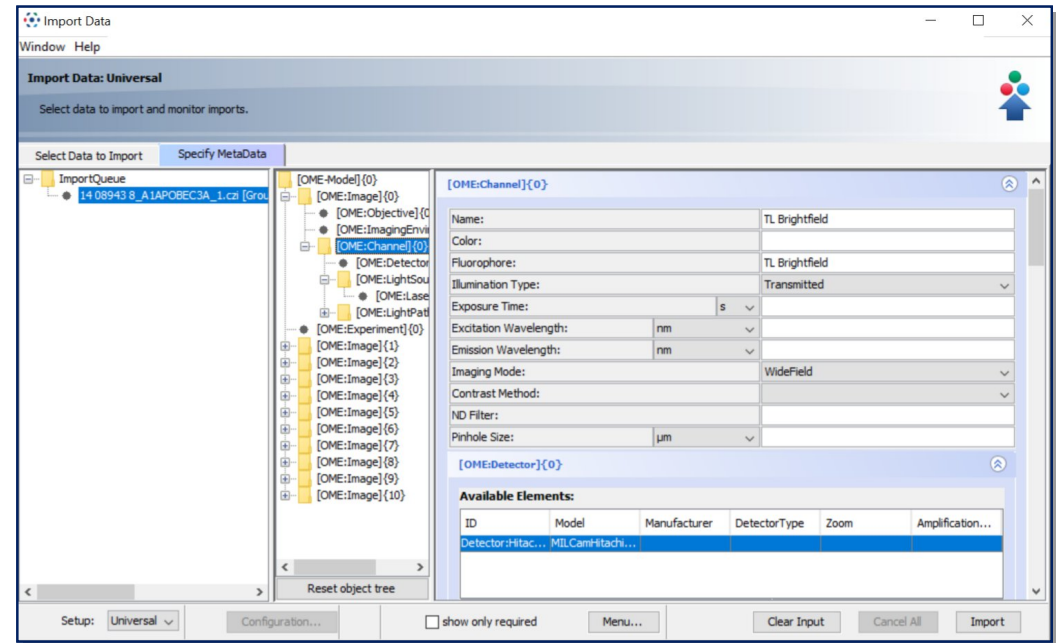 Import Data
Window Help
Import Data: Universal
Select data to import and monitor imports.
Select Data to Import Specify MetaData
ImportQueue
14 08943 8_A1APOBEC3A_1.czi [Grou
[OME-Model]{0}
[OME:Image]{0}
[OME:Objective]{0
[OME:ImagingEnvir
[OME:Channel]{0}
[OME:Detector
[OME:LightSou
[OME:Lase
[OME:LightPatl
[OME:Experiment]{0}
[OME:Image]{1}
[OME:Image]{2}
[OME:Image]{3}
[OME:Image]{4}
[OME:Image]{5}
[OME:Image]{6}
[OME:Image]{7}
[OME:Image]{8}
[OME:Image]{9}
[OME:Image]{10}
Reset object tree
[OME:Channel]{0}
Name: TL Brightfield
Color:
Fluorophore: TL Brightfield
Illumination Type: Transmitted
Exposure Time: s
Excitation Wavelength: nm
Emission Wavelength: nm
Imaging Mode: WideField
Contrast Method:
ND Filter:
Pinhole Size: µm
[OME:Detector]{0}
Available Elements:
ID Model Manufacturer DetectorType Zoom Amplification...
Detector:Hitac... MILCamHitachi...
Setup: Universal Configuration... show only required Menu... Clear Input Cancel All Import